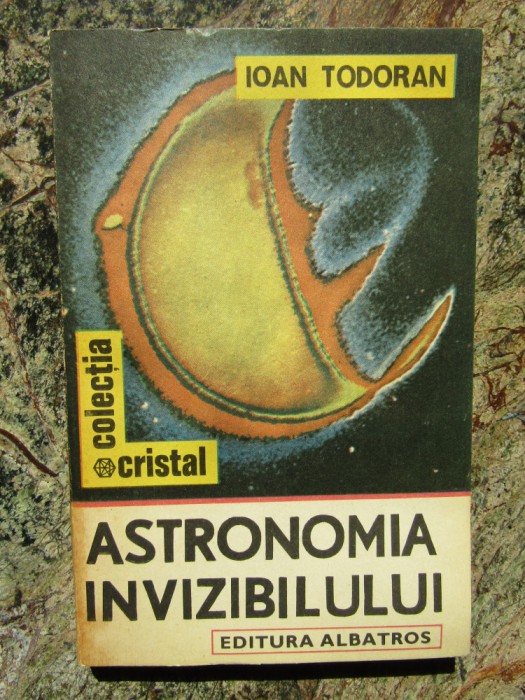 IOAN TODORAN
colecția
cristal
ASTRONOMIA
INVIZIBILULUI
EDITURA ALBATROS